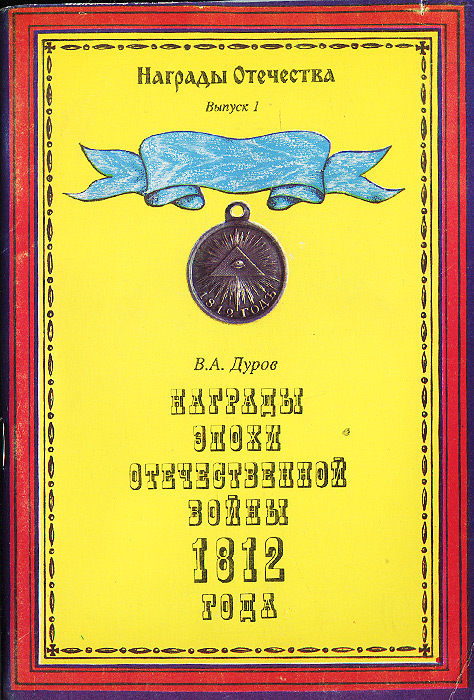 Награды Отечества
Выпуск 1
1812 ГОДЪ
В.А. Дуров
НАГРАДЫ
ЭПОХИ
ОТЕЧЕСТВЕННОЙ
ВОЙНЫ
1812
ГОДА